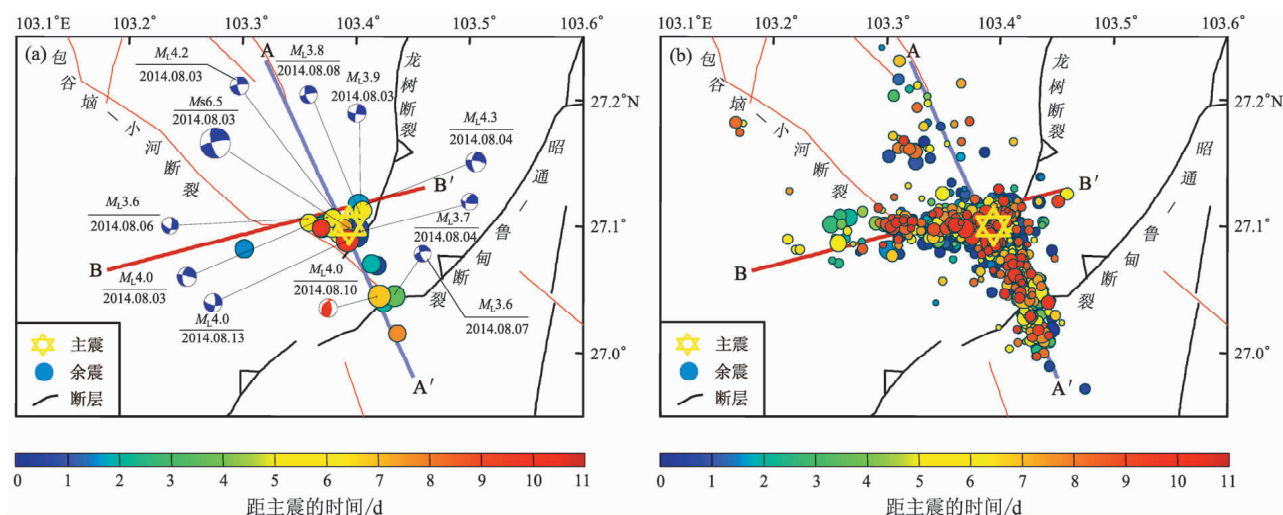 103.1°E 103.2° 103.3° 103.4° 103.5° 103.6°
(a)
包谷垴—小河断裂
A
ML4.2
2014.08.03
ML3.8
2014.08.08
ML3.9
2014.08.03
龙树断裂
Ms6.5
2014.08.03
ML4.3
2014.08.04
昭通鲁甸断裂
B'
ML3.6
2014.08.06
ML3.7
2014.08.04
B
ML4.0
2014.08.03
ML4.0
2014.08.10
ML3.6
2014.08.07
ML4.0
2014.08.13
A'
主震
余震
断层
0 1 2 3 4 5 6 7 8 9 10 11
距主震的时间/d
103.1° 103.2° 103.3° 103.4° 103.5° 103.6°
(b)
包谷垴—小河断裂
A
龙树断裂
27.2°N
昭通鲁甸断裂
B'
27.1°
B
27.0°
A'
主震
余震
断层
0 1 2 3 4 5 6 7 8 9 10 11
距主震的时间/d